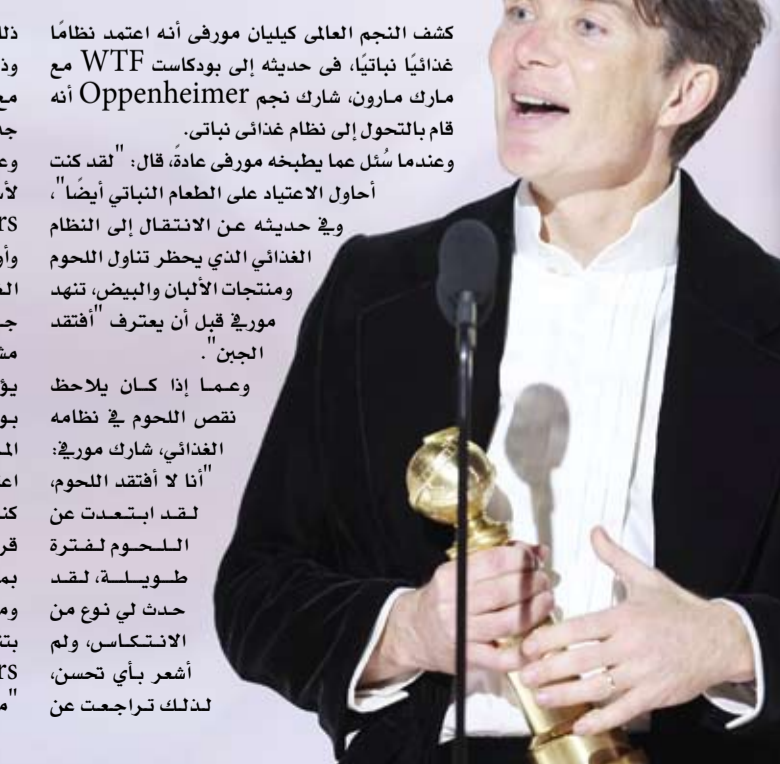 كشف النجم العالمى كيليان مورفى أنه اعتمد نظامًا
غذائيًا نباتيًا، فى حديثه إلى بودكاست WTF مع
مارك مارون، شارك نجم Oppenheimer أنه
قام بالتحول إلى نظام غذائى نباتى.
وعندما سُئل عما يطبخه مورفى عادةً، قال: "لقد كنت
أحاول الاعتياد على الطعام النباتي أيضًا"،
وفي حديثه عن الانتقال إلى النظام
الغذائي الذي يحظر تناول اللحوم
ومنتجات الألبان والبيض، تنهد
مورفي قبل أن يعترف "أفتقد
الجبن".
وعما إذا كان يلاحظ
نقص اللحوم في نظامه
الغذائي، شارك مورفي:
"أنا لا أفتقد اللحوم،
لقد ابتعدت عن
اللحوم لفترة
طويلة، لقد
حدث لي نوع من
الانتكاس، ولم
أشعر بأي تحسن،
لذلك تراجعت عن